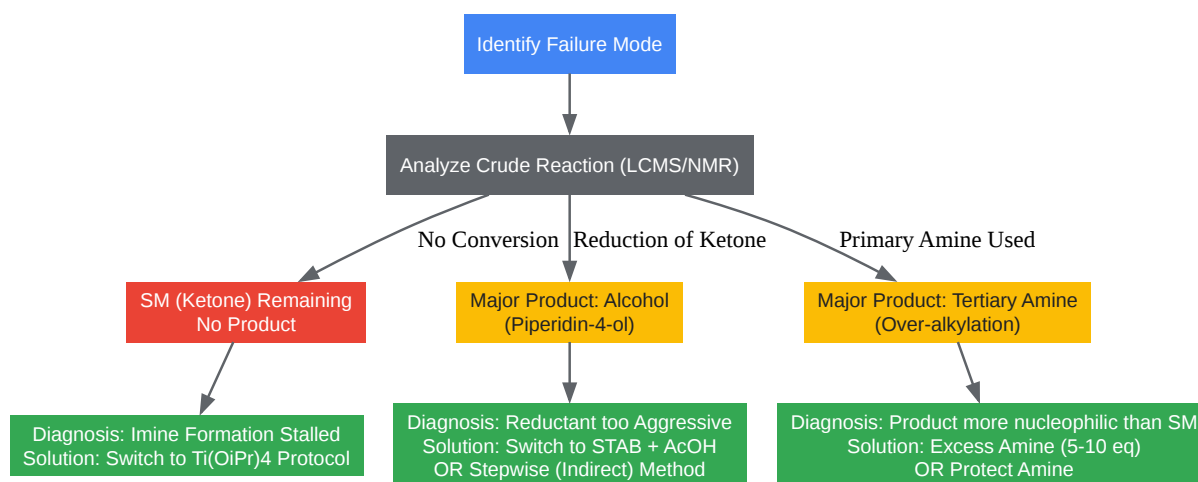 Identify Failure Mode
Analyze Crude Reaction (LCMS/NMR)
No Conversion
Reduction of Ketone
Primary Amine Used
SM (Ketone) Remaining
No Product
Major Product: Alcohol
(Piperidin-4-ol)
Major Product: Tertiary Amine
(Over-alkylation)
Diagnosis: Imine Formation Stalled
Solution: Switch to Ti(OiPr)4 Protocol
Diagnosis: Reductant too Aggressive
Solution: Switch to STAB + AcOH
OR Stepwise (Indirect) Method
Diagnosis: Product more nucleophilic than SM
Solution: Excess Amine (5-10 eq)
OR Protect Amine